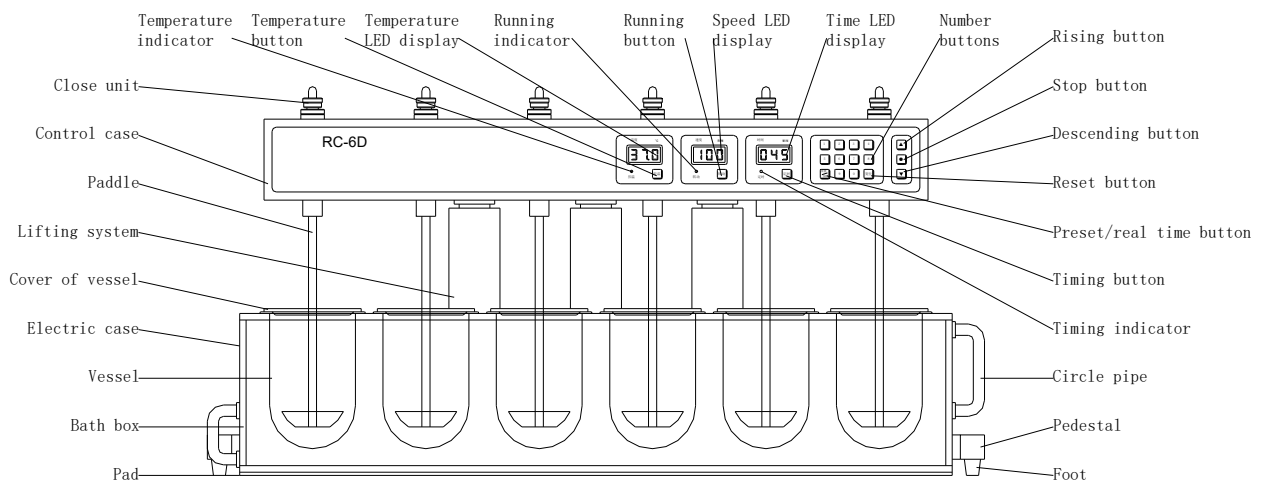 Temperature
indicator
Temperature
button
Temperature
LED display
Running
indicator
Running
button
Speed LED
display
Time LED
display
Number
buttons
Rising button
Close unit
Stop button
Control case
RC-6D
37.0
100
045
Descending button
Paddle
Reset button
Lifting system
Preset/real time button
Cover of vessel
Timing button
Electric case
Timing indicator
Vessel
Circle pipe
Bath box
Pedestal
Pad
Foot